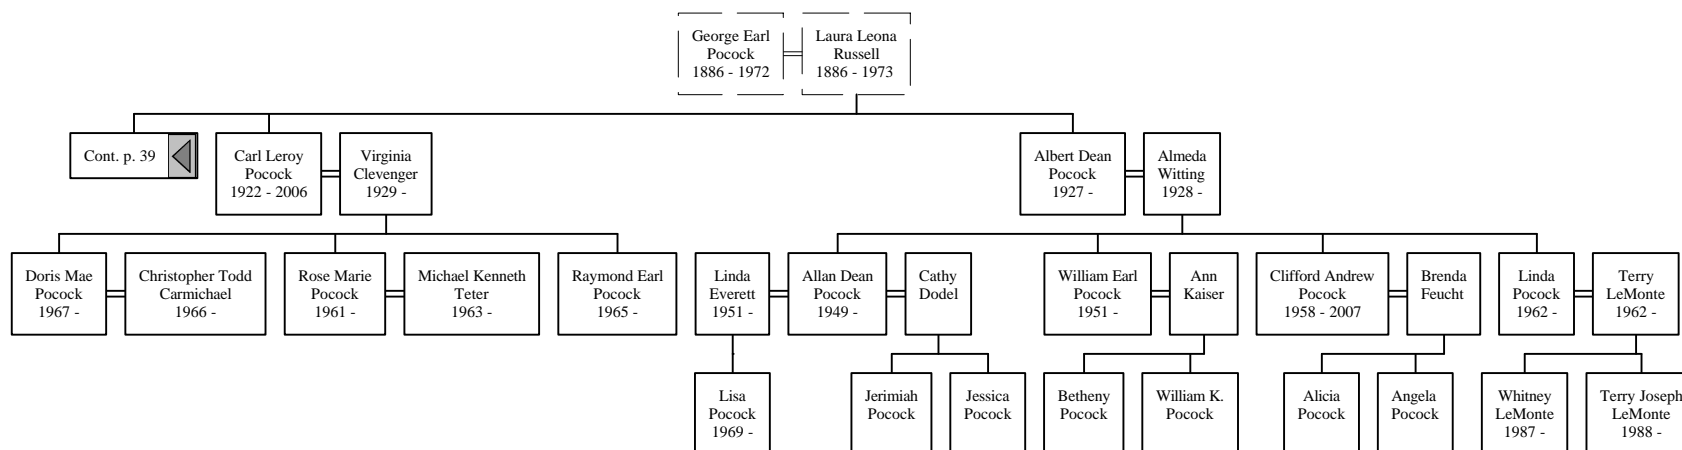 George Earl
Pocock
1886 - 1972
Laura Leona
Russell
1886 - 1973
Cont. p. 39
Carl Leroy
Pocock
1922 - 2006
Virginia
Clevenger
1929 -
Albert Dean
Pocock
1927 -
Almeda
Witting
1928 -
Doris Mae
Pocock
1967 -
Christopher Todd
Carmichael
1966 -
Rose Marie
Pocock
1961 -
Michael Kenneth
Teter
1963 -
Raymond Earl
Pocock
1965 -
Linda
Everett
1951 -
Allan Dean
Pocock
1949 -
Cathy
Dodel
William Earl
Pocock
1951 -
Ann
Kaiser
Clifford Andrew
Pocock
1958 - 2007
Brenda
Feucht
Linda
Pocock
1962 -
Terry
LeMonte
1962 -
Lisa
Pocock
1969 -
Jerimiah
Pocock
Jessica
Pocock
Betheny
Pocock
William K.
Pocock
Alicia
Pocock
Angela
Pocock
Whitney
LeMonte
1987 -
Terry Joseph
LeMonte
1988 -